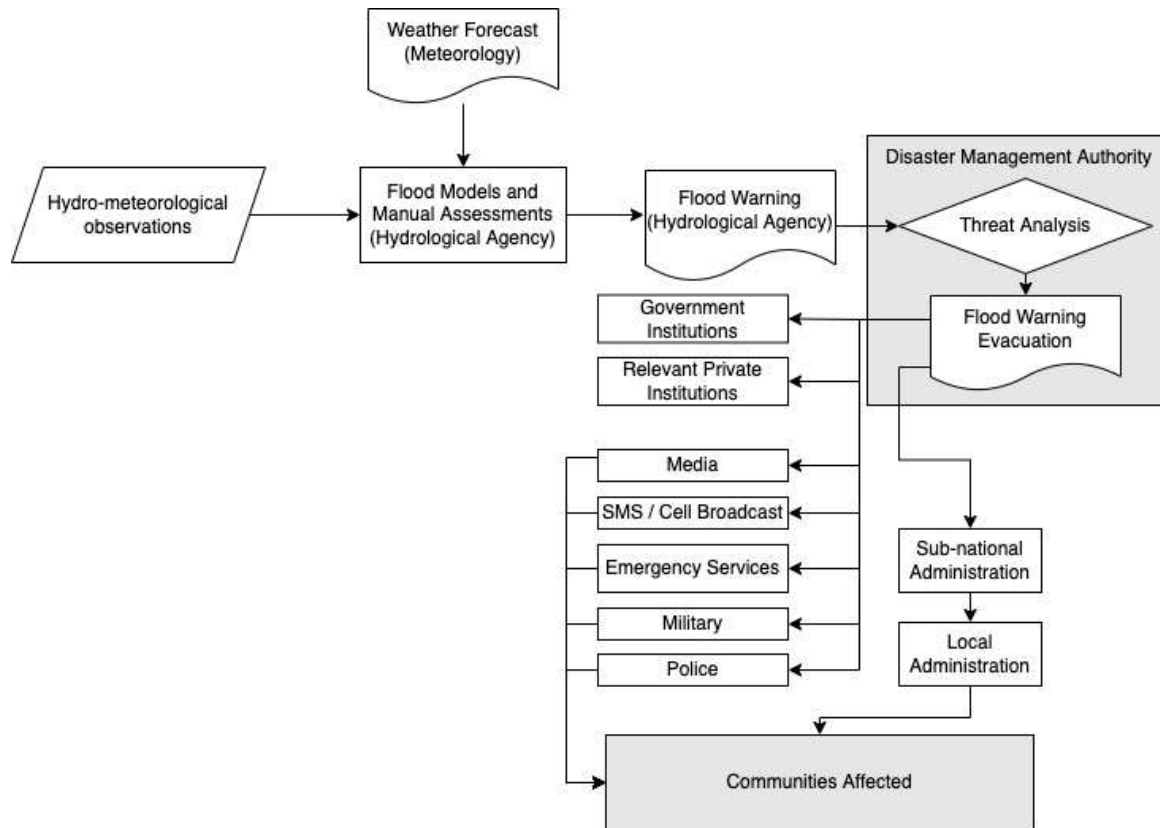 Weather Forecast
(Meteorology)
Disaster Management Authority
Hydro-meteorological
observations
Flood Models and
Manual Assessments
(Hydrological Agency)
Flood Warning
(Hydrological Agency)
Threat Analysis
Government
Institutions
Flood Warning
Evacuation
Relevant Private
Institutions
Media
SMS / Cell Broadcast
Emergency Services
Military
Police
Sub-national
Administration
Local
Administration
Communities Affected